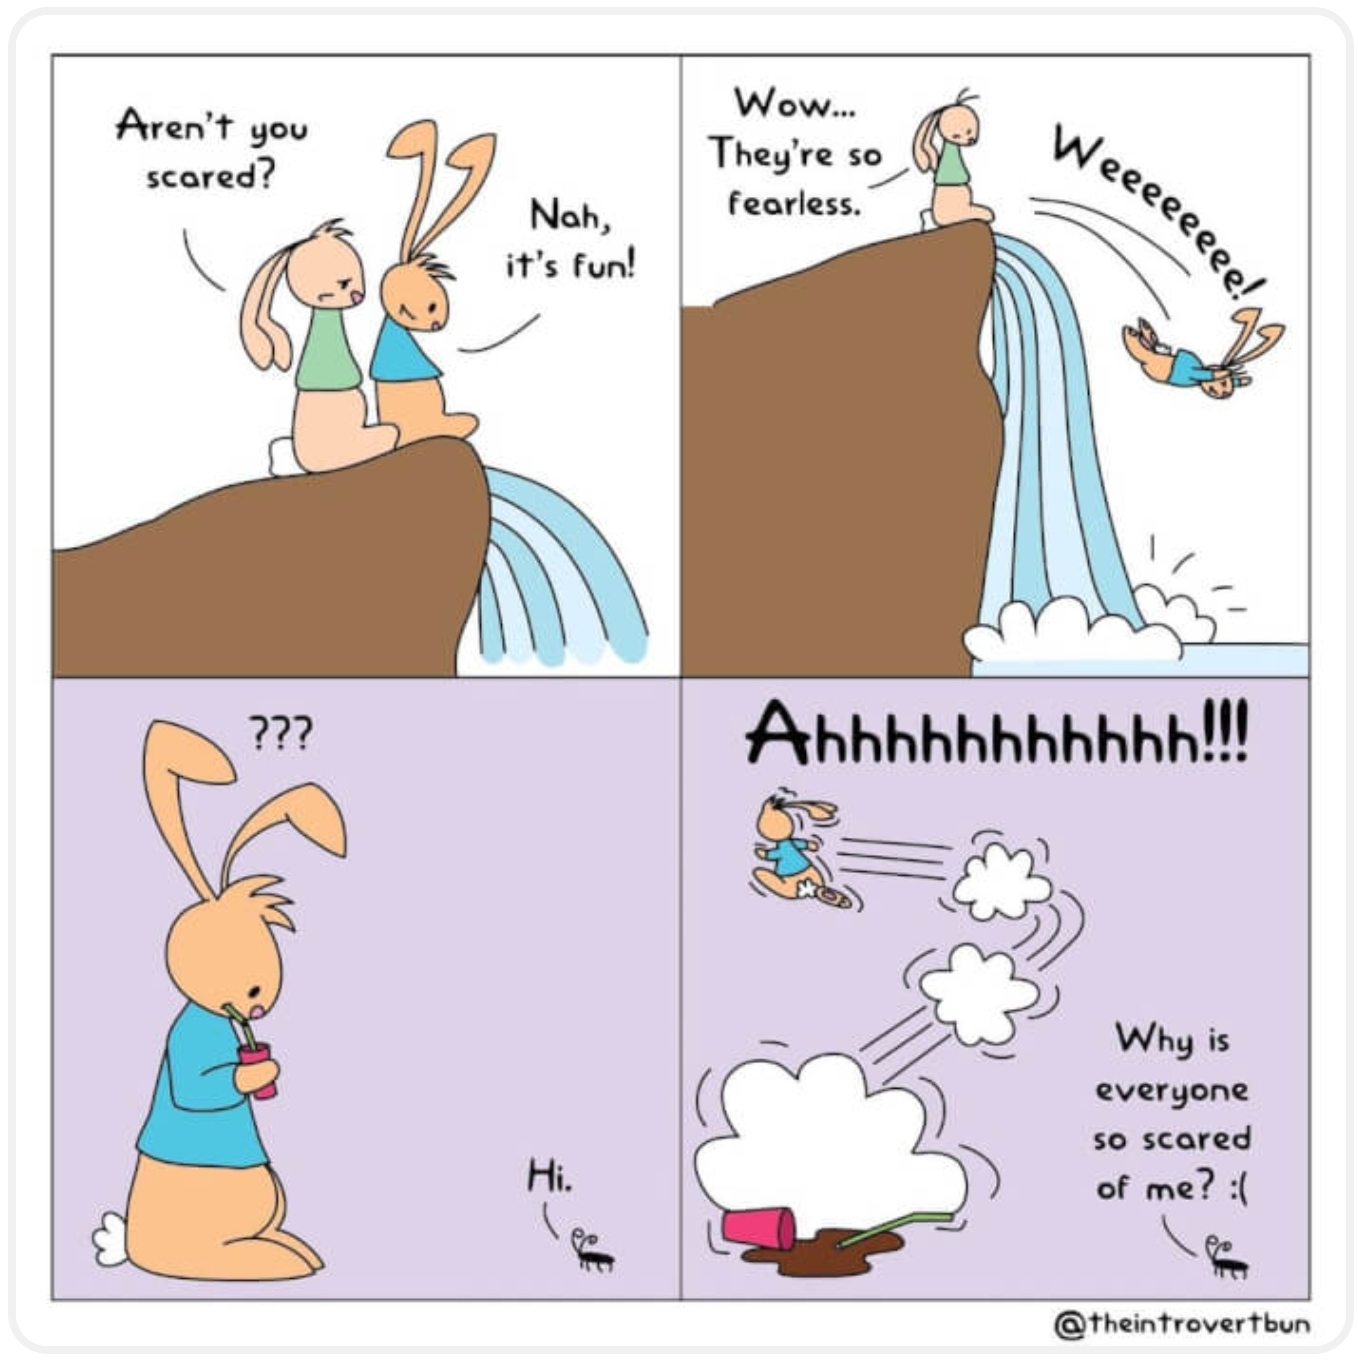 Aren't you
scared?
Nah,
it's fun!
Wow...
They're so
fearless.
Weeeeeeee!
???
Hi.
Ahhhhhhhhhhhh!!!
Why is
everyone
so scared
of me? :(
@theintrovertbun